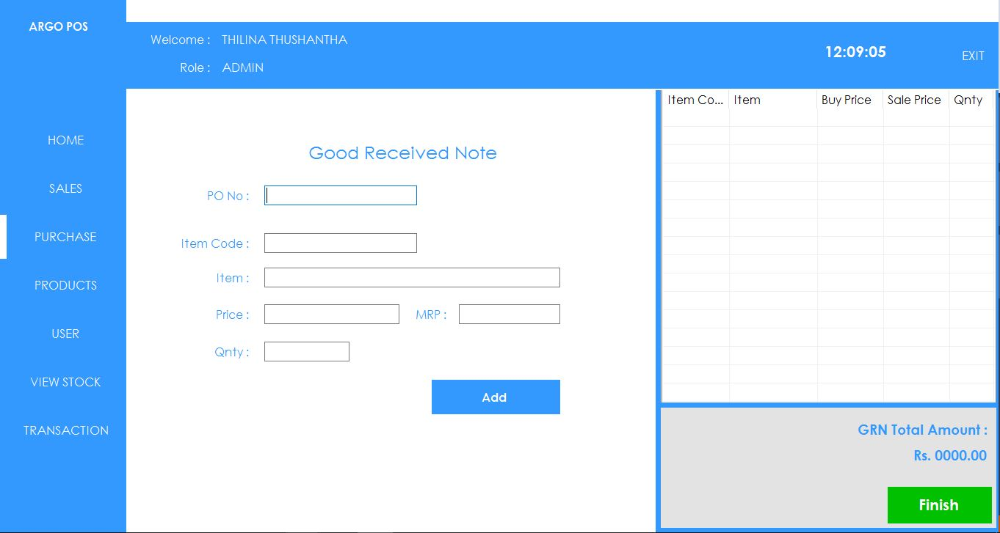 ARGO POS
Welcome : THILINA THUSHANTHA
Role : ADMIN
12:09:05
EXIT
HOME
SALES
PURCHASE
PRODUCTS
USER
VIEW STOCK
TRANSACTION
Good Received Note
PO No :
Item Code :
Item :
Price :
MRP :
Qnty :
Add
Item Co... Item Buy Price Sale Price Qnty
GRN Total Amount :
Rs. 0000.00
Finish